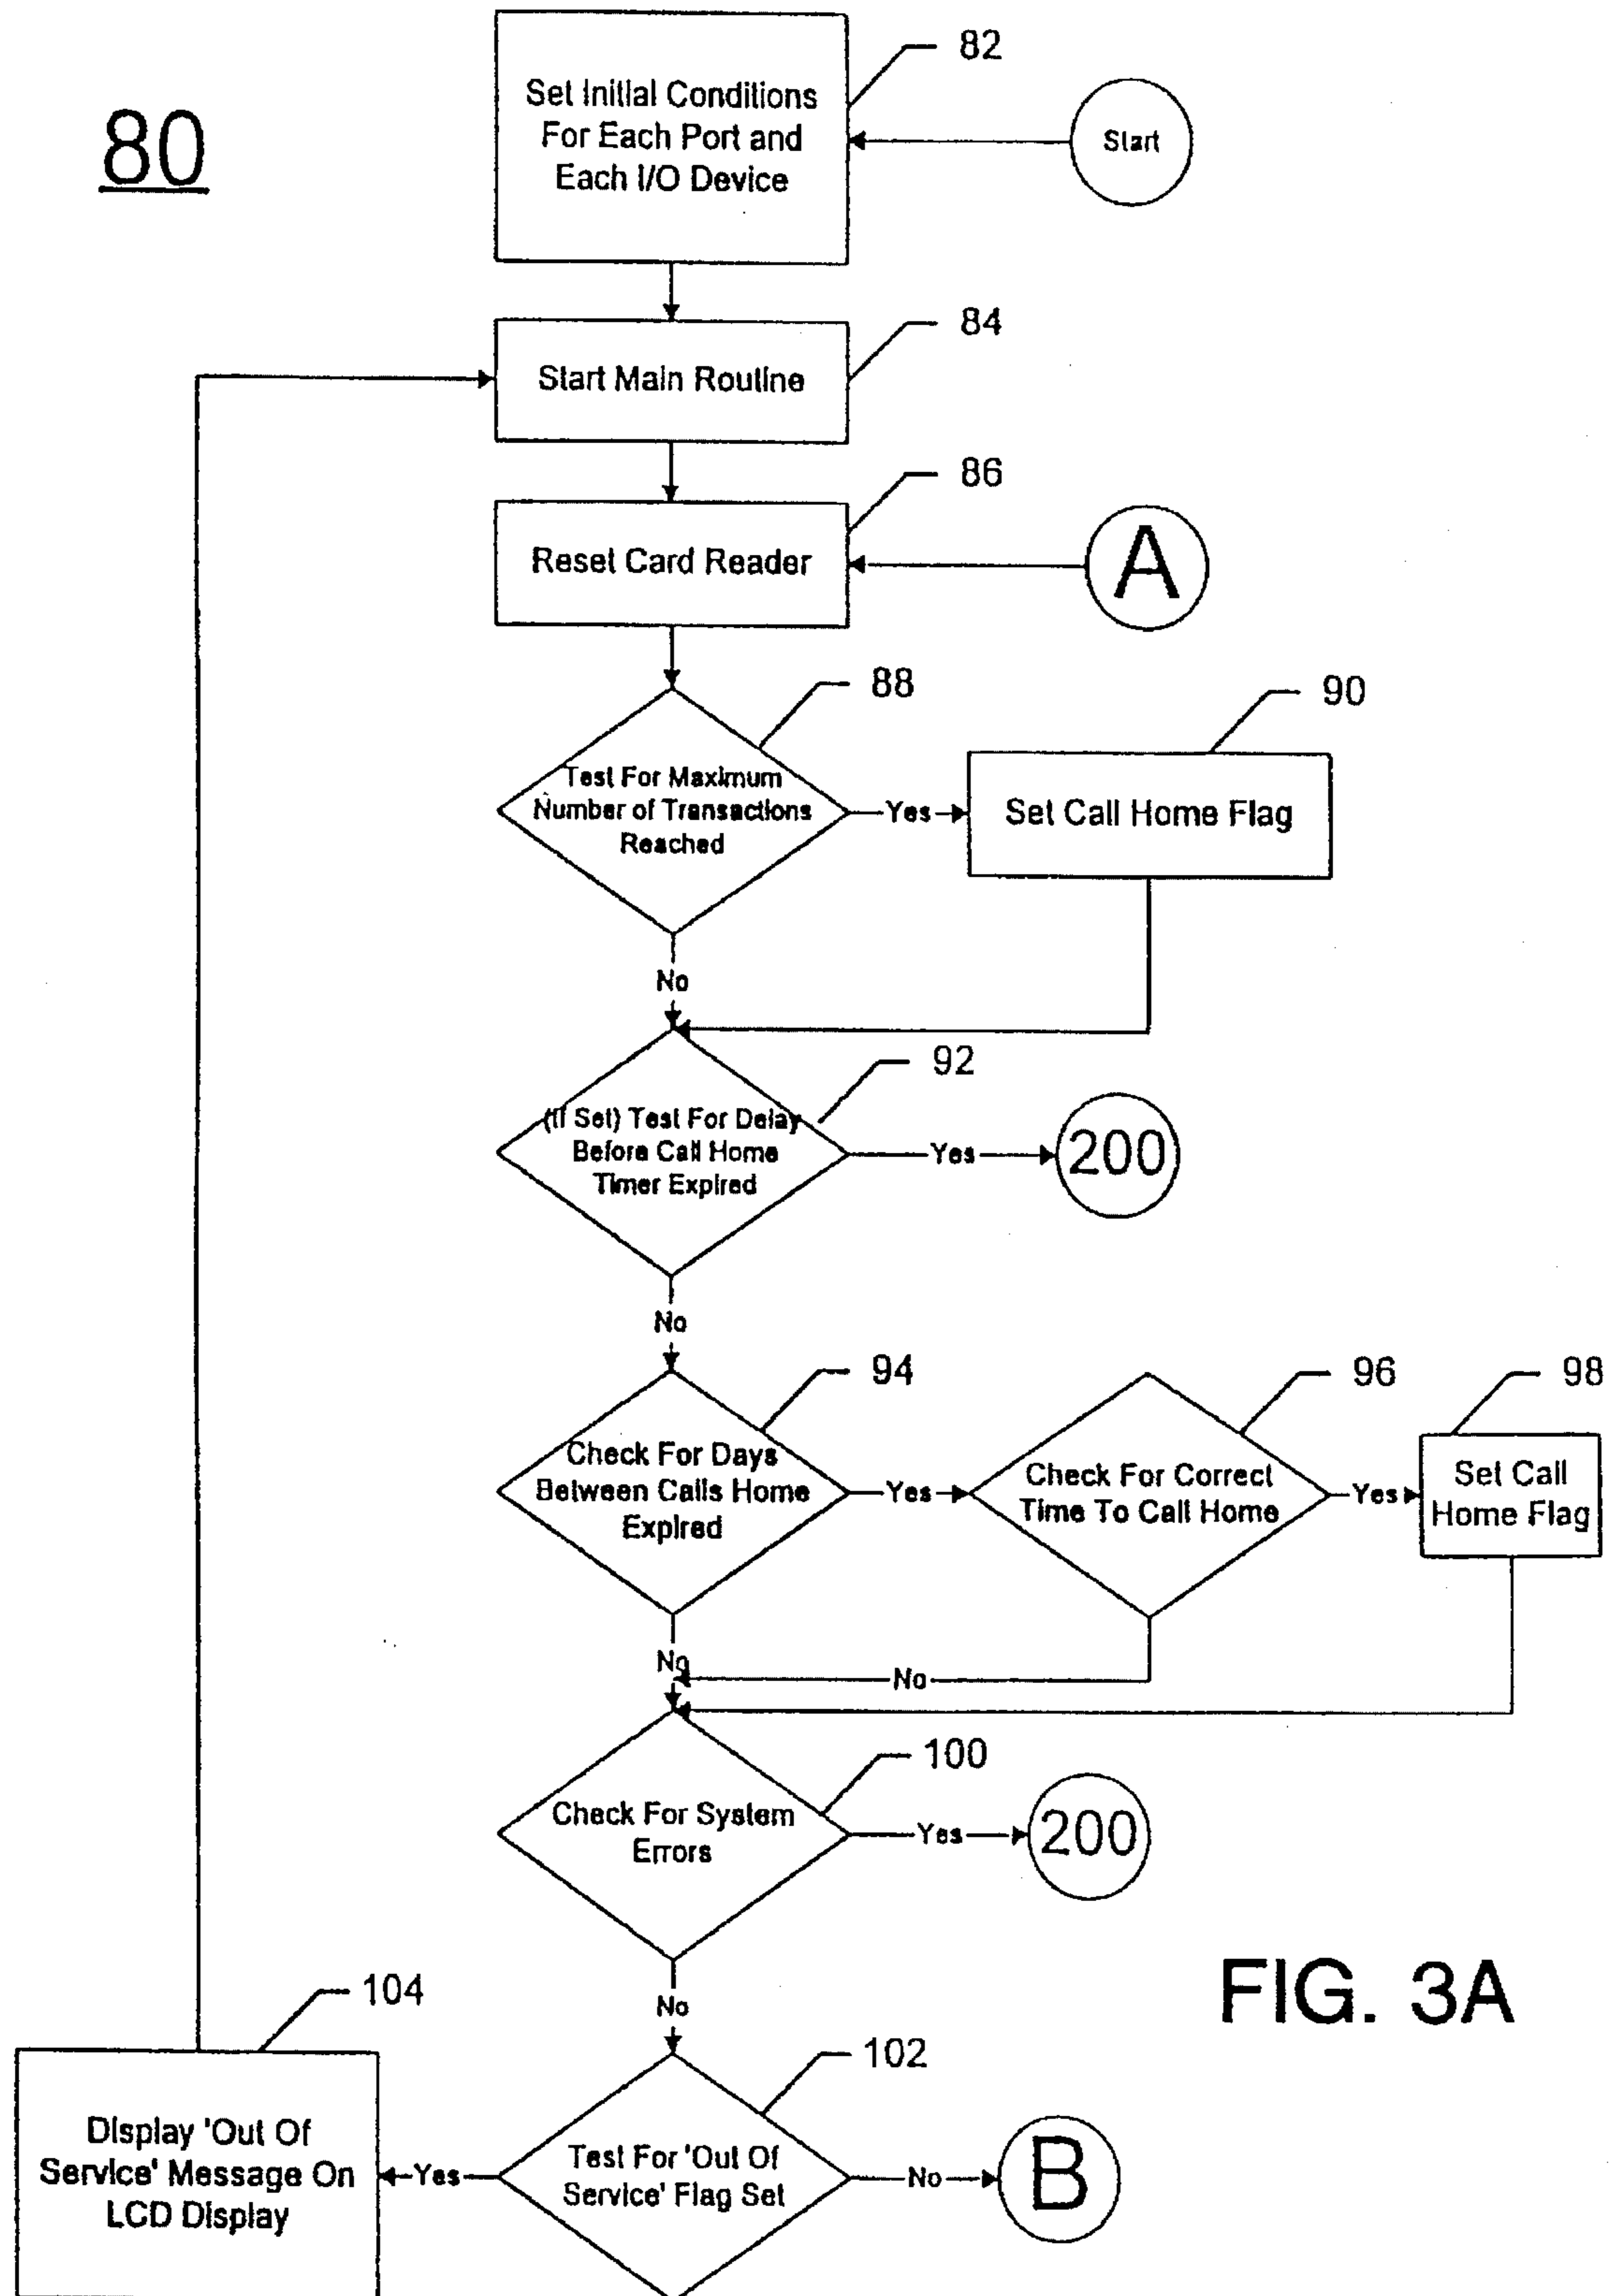 80
Set Initial Conditions
For Each Port and
Each I/O Device
82
Start
84
Start Main Routine
86
Reset Card Reader
A
88
Test For Maximum
Number of Transactions
Reached
Yes
90
Set Call Home Flag
No
92
(If Set) Test For Delay
Before Call Home
Timer Expired
Yes
200
No
94
Check For Days
Between Calls Home
Expired
Yes
96
Check For Correct
Time To Call Home
Yes
98
Set Call
Home Flag
No
No
100
Check For System
Errors
Yes
200
No
FIG. 3A
104
Display 'Out Of
Service' Message On
LCD Display
Yes
102
Test For 'Out Of
Service' Flag Set
No
B